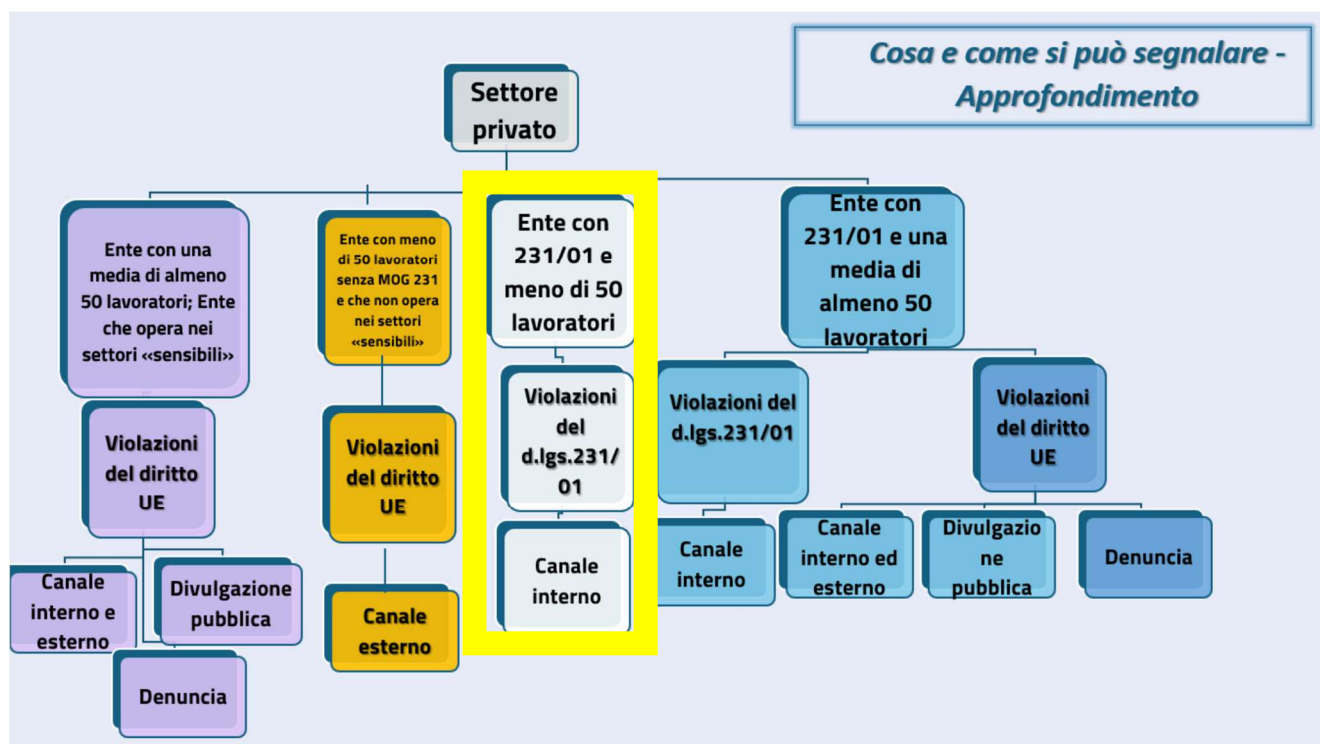 Cosa e come si può segnalare -
Approfondimento
Settore
privato
Ente con una
media di almeno
50 lavoratori; Ente
che opera nei
settori «sensibili»
Violazioni
del diritto
UE
Canale
interno e
esterno
Divulgazione
pubblica
Denuncia
Ente con meno
di 50 lavoratori
senza MOG 231
e che non opera
nei settori
«sensibili»
Violazioni
del diritto
UE
Canale
esterno
Ente con
231/01 e
meno di 50
lavoratori
Violazioni
del
d.lgs.231/
01
Canale
interno
Ente con
231/01 e una
media di
almeno 50
lavoratori
Violazioni del
d.lgs.231/01
Canale
interno
Violazioni
del diritto
UE
Canale
interno ed
esterno
Divulgazio
ne
pubblica
Denuncia